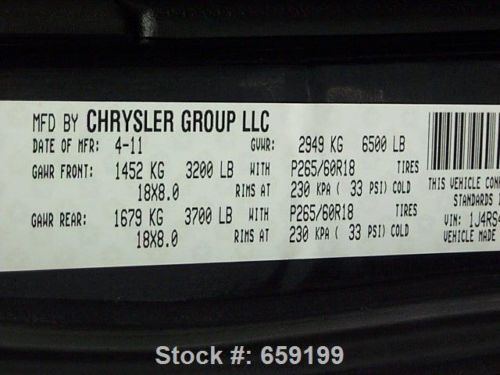 MFD BY CHRYSLER GROUP LLC
DATE OF MFR: 4-11 GVWR: 2949 KG 6500 LB
GAWR FRONT: 1452 KG 3200 LB WITH P265/60R18 TIRES
18X8.0 RIMS AT 230 KPA ( 33 PSI) COLD
GAWR REAR: 1679 KG 3700 LB WITH P265/60R18 TIRES
18X8.0 RIMS AT 230 KPA ( 33 PSI) COLD
THIS VEHICLE CON
STANDARDS
VIN: 1J4RS
VEHICLE MADE
Stock #: 659199